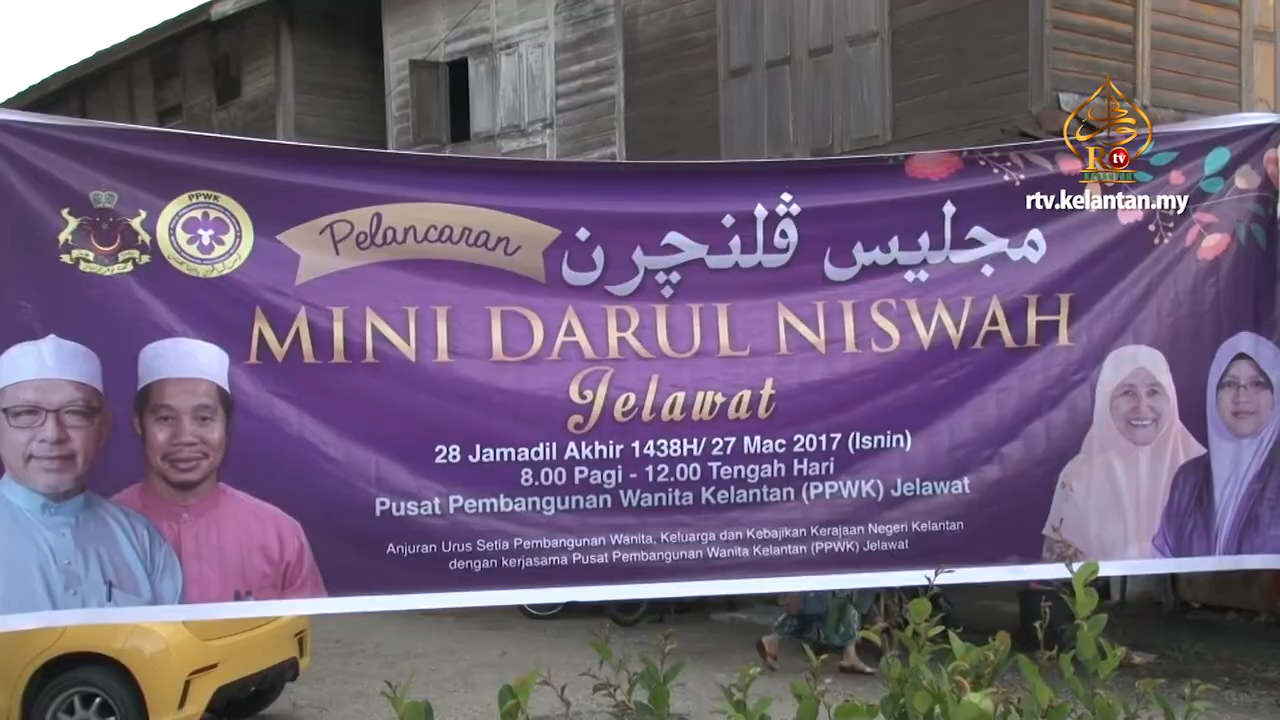 R tv
rtv.kelantan.my
PPWK
Pelancaran
مجليس ڤلنچرن
MINI DARUL NISWAH
Jelawat
28 Jamadil Akhir 1438H/ 27 Mac 2017 (Isnin)
8.00 Pagi - 12.00 Tengah Hari
Pusat Pembangunan Wanita Kelantan (PPWK) Jelawat
Anjuran Urus Setia Pembangunan Wanita, Keluarga dan Kebajikan Kerajaan Negeri Kelantan
dengan kerjasama Pusat Pembangunan Wanita Kelantan (PPWK) Jelawat